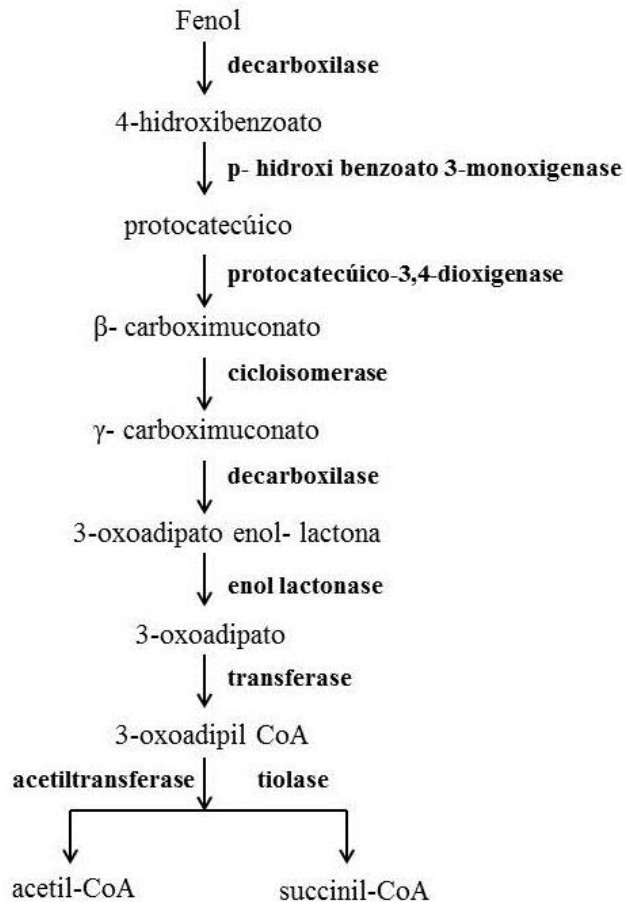 Fenol
decarboxilase
4-hidroxibenzoato
p- hidroxi benzoato 3-monoxigenase
protocatecúico
protocatecúico-3,4-dioxigenase
β- carboximuconato
cicloisomerase
γ- carboximuconato
decarboxilase
3-oxoadipato enol- lactona
enol lactonase
3-oxoadipato
transferase
3-oxoadipil CoA
acetiltransferase tiolase
acetil-CoA succinil-CoA